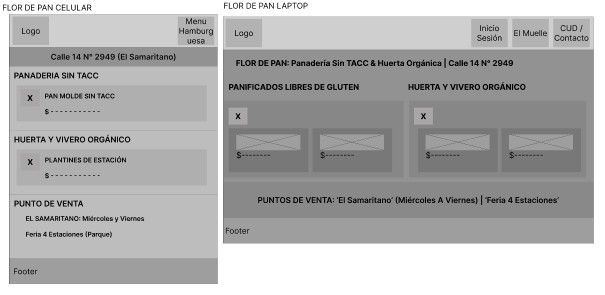 FLOR DE PAN CELULAR
Logo
Menu
Hamburg
uesa
Calle 14 N° 2949 (El Samaritano)
PANADERIA SIN TACC
X
PAN MOLDE SIN TACC
$-----------
HUERTA Y VIVERO ORGÁNICO
X
PLANTINES DE ESTACIÓN
$-----------
PUNTO DE VENTA
EL SAMARITANO: Miércoles y Viernes
Feria 4 Estaciones (Parque)
Footer
FLOR DE PAN LAPTOP
Logo
Inicio
Sesión
El Muelle
CUD /
Contacto
FLOR DE PAN: Panadería Sin TACC & Huerta Orgánica | Calle 14 N° 2949
PANIFICADOS LIBRES DE GLUTEN
X
$--------
$--------
HUERTA Y VIVERO ORGÁNICO
X
$--------
$--------
PUNTOS DE VENTA: 'El Samaritano' (Miércoles A Viernes) | 'Feria 4 Estaciones'
Footer